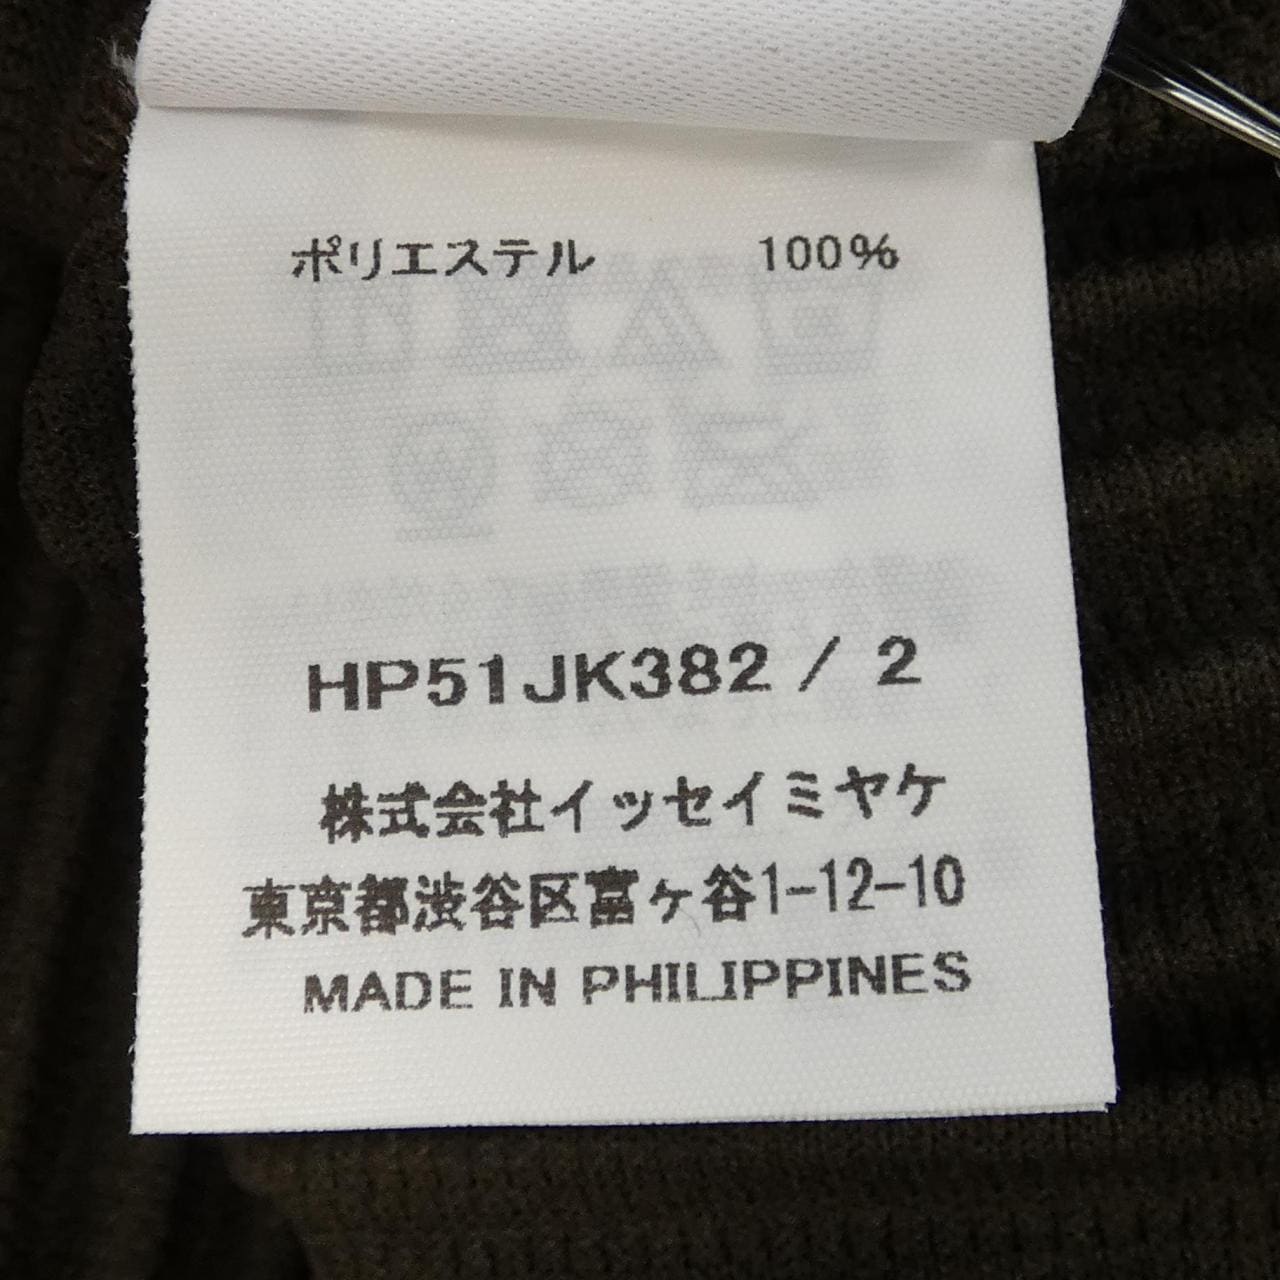 ポリエステル 100%
HP51JK382 / 2
株式会社イッセイミヤケ
東京都渋谷区富ヶ谷1-12-10
MADE IN PHILIPPINES